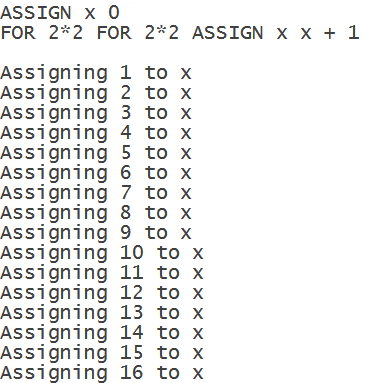 ASSIGN x 0
FOR 2*2 FOR 2*2 ASSIGN x x + 1
Assigning 1 to x
Assigning 2 to x
Assigning 3 to x
Assigning 4 to x
Assigning 5 to x
Assigning 6 to x
Assigning 7 to x
Assigning 8 to x
Assigning 9 to x
Assigning 10 to x
Assigning 11 to x
Assigning 12 to x
Assigning 13 to x
Assigning 14 to x
Assigning 15 to x
Assigning 16 to x